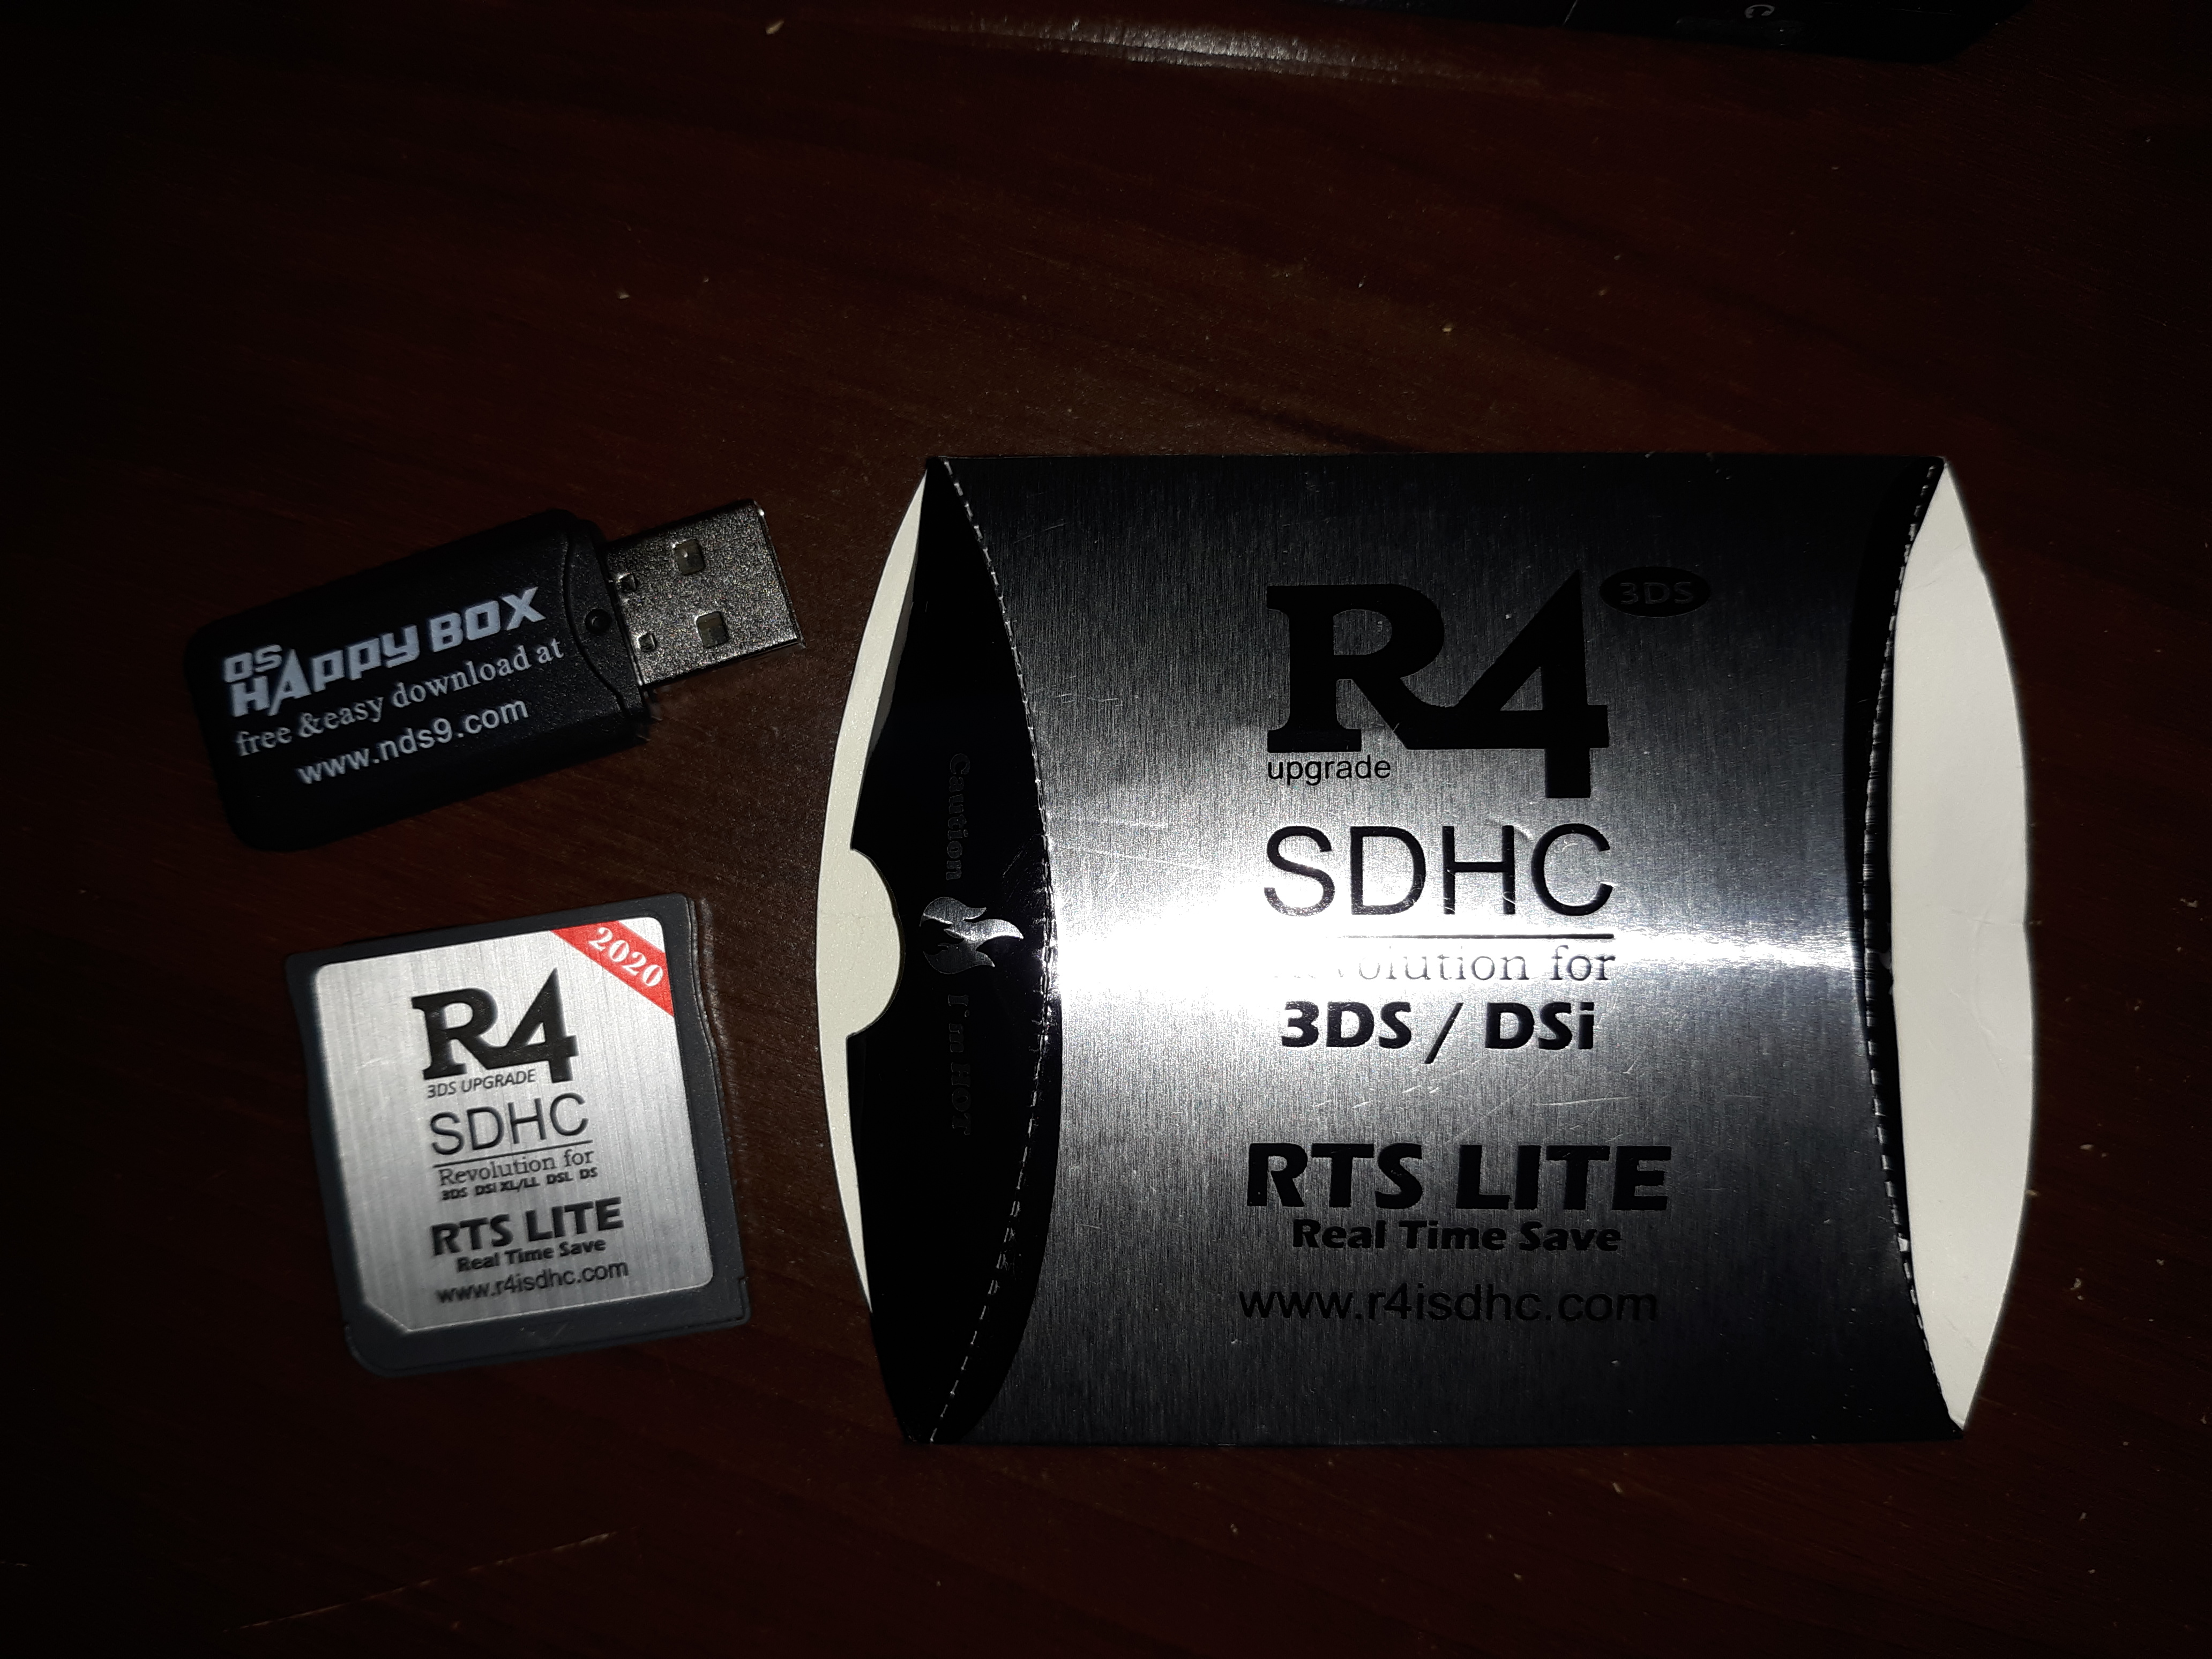 DS
HAPPY BOX
free &easy download at
www.nds9.com
2020
R4
3DS UPGRADE
SDHC
Revolution for
3DS DSi XL/LL DSL DS
RTS LITE
Real Time Save
www.r4isdhc.com
Caution I'm HOT
R4 3DS
upgrade
SDHC
Revolution for
3DS / DSi
RTS LITE
Real Time Save
www.r4isdhc.com